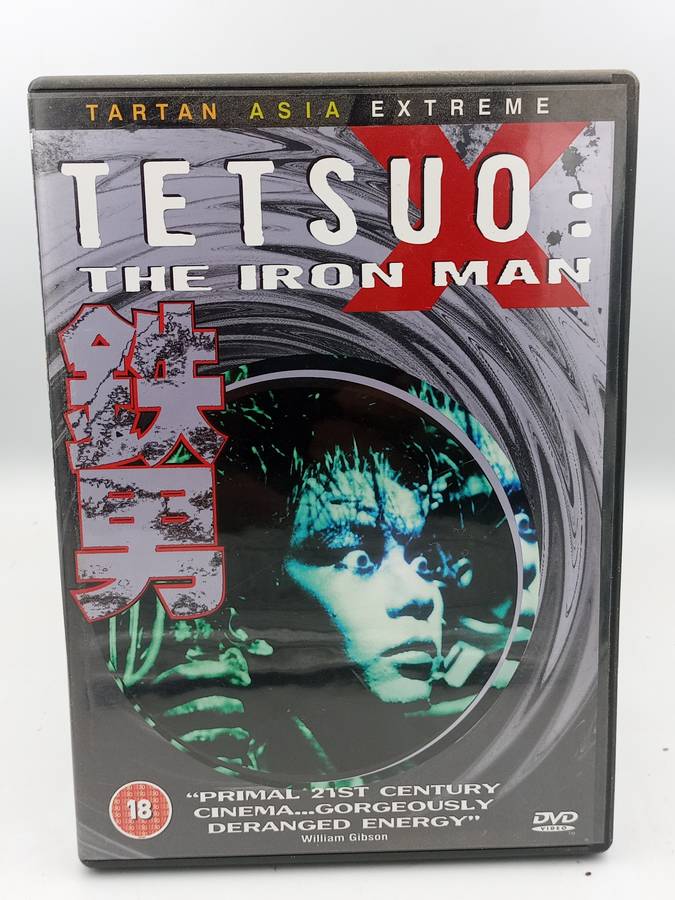 TARTAN ASIA EXTREME
X
TETSUO:
THE IRON MAN
鉄男
18
"PRIMAL 21ST CENTURY
CINEMA...GORGEOUSLY
DERANGED ENERGY"
William Gibson
DVD
VIDEO